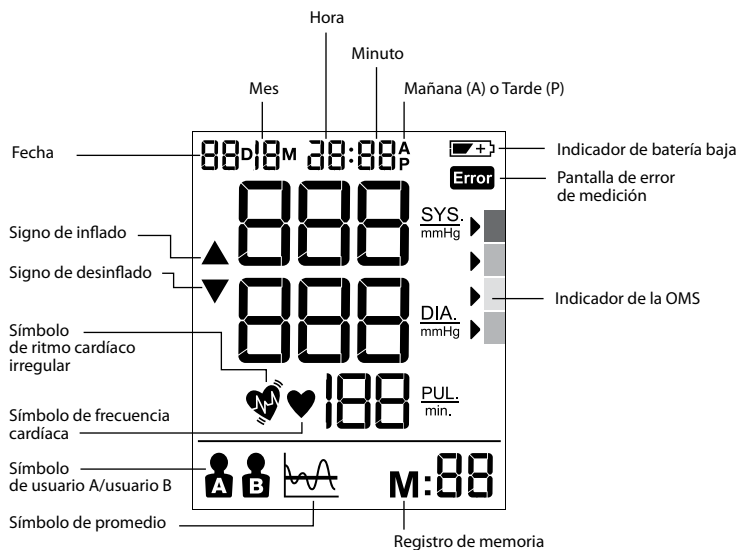 Hora
Minuto
Mes
Mañana (A) o Tarde (P)
Fecha
88D18M 28:88 A
P
Indicador de batería baja
Error
Pantalla de error
de medición
888 SYS.
mmHg
Signo de inflado
Signo de desinflado
888 DIA.
mmHg
Indicador de la OMS
Símbolo
de ritmo cardíaco
irregular
188 PUL.
min.
Símbolo de frecuencia
cardíaca
Símbolo
de usuario A/usuario B
A B
M:88
Símbolo de promedio
Registro de memoria